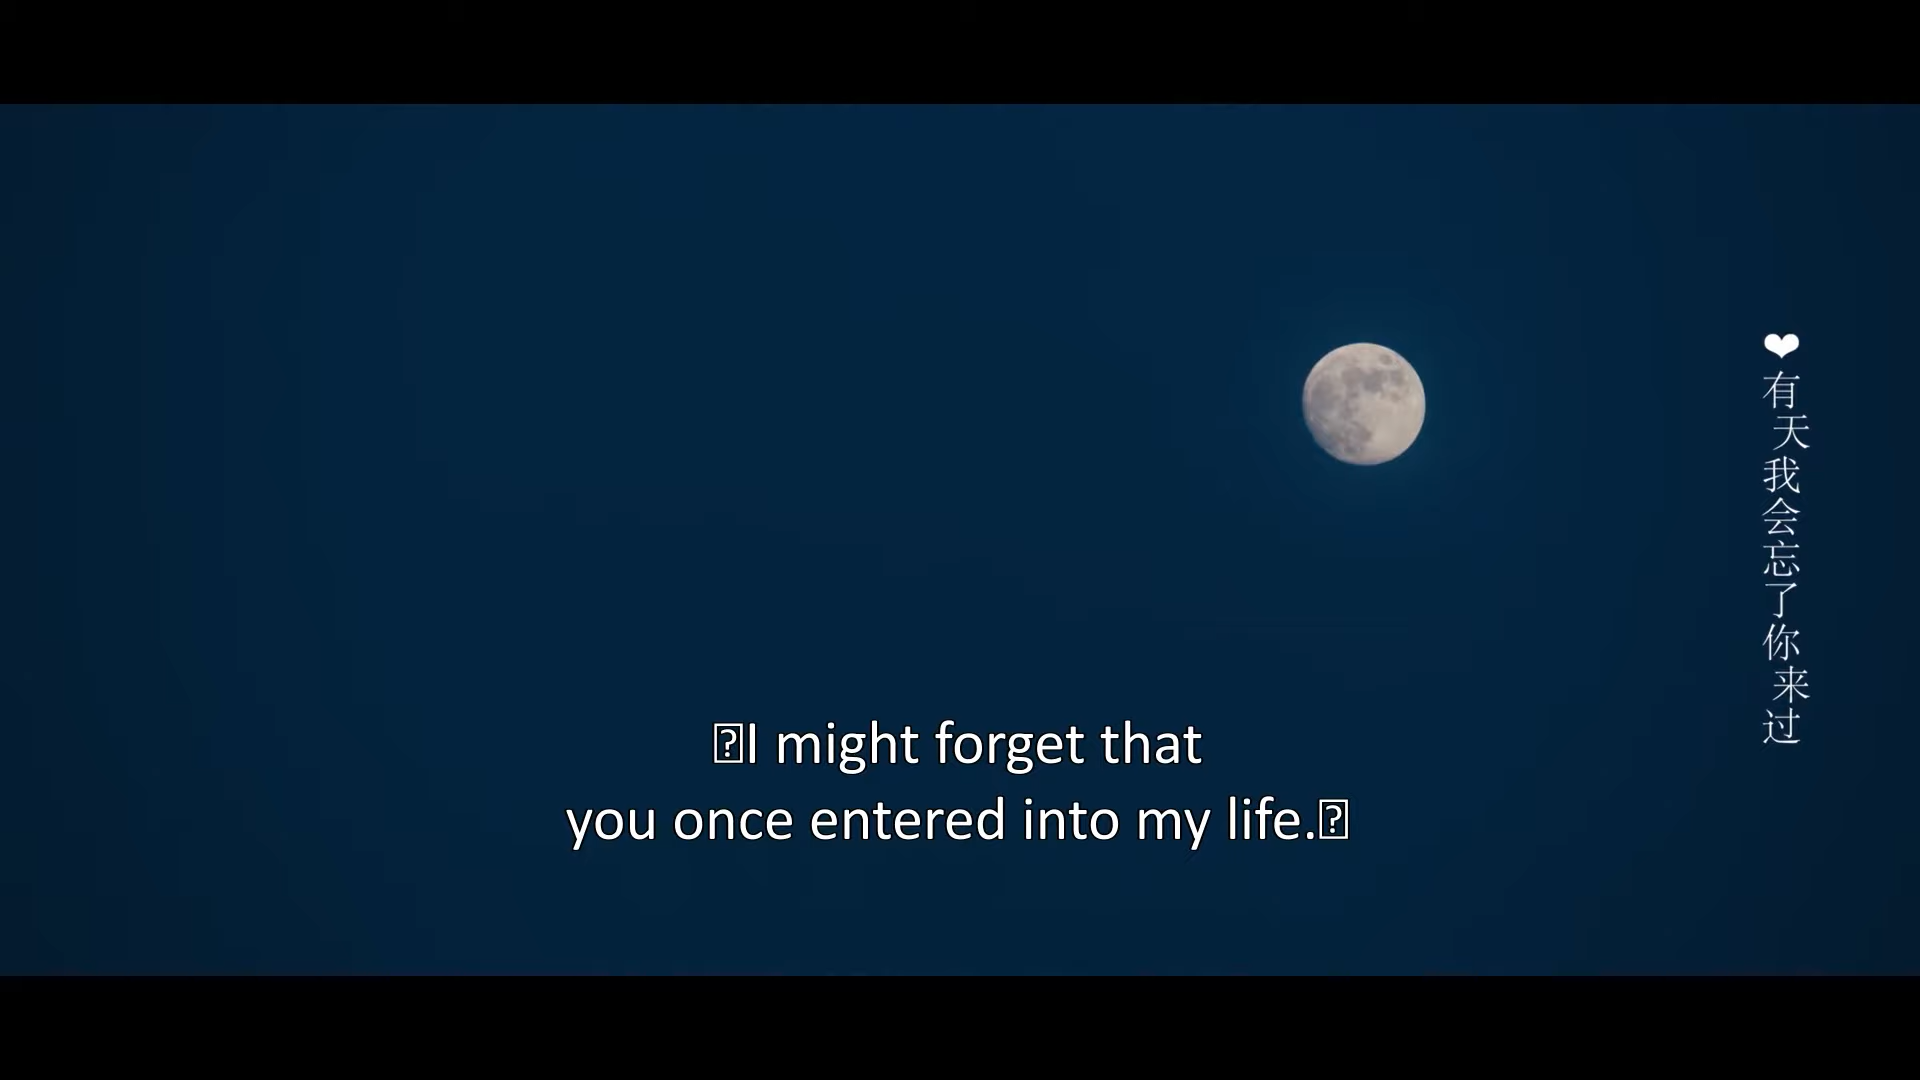 I might forget that
you once entered into my life.
❤有天我会忘了你来过